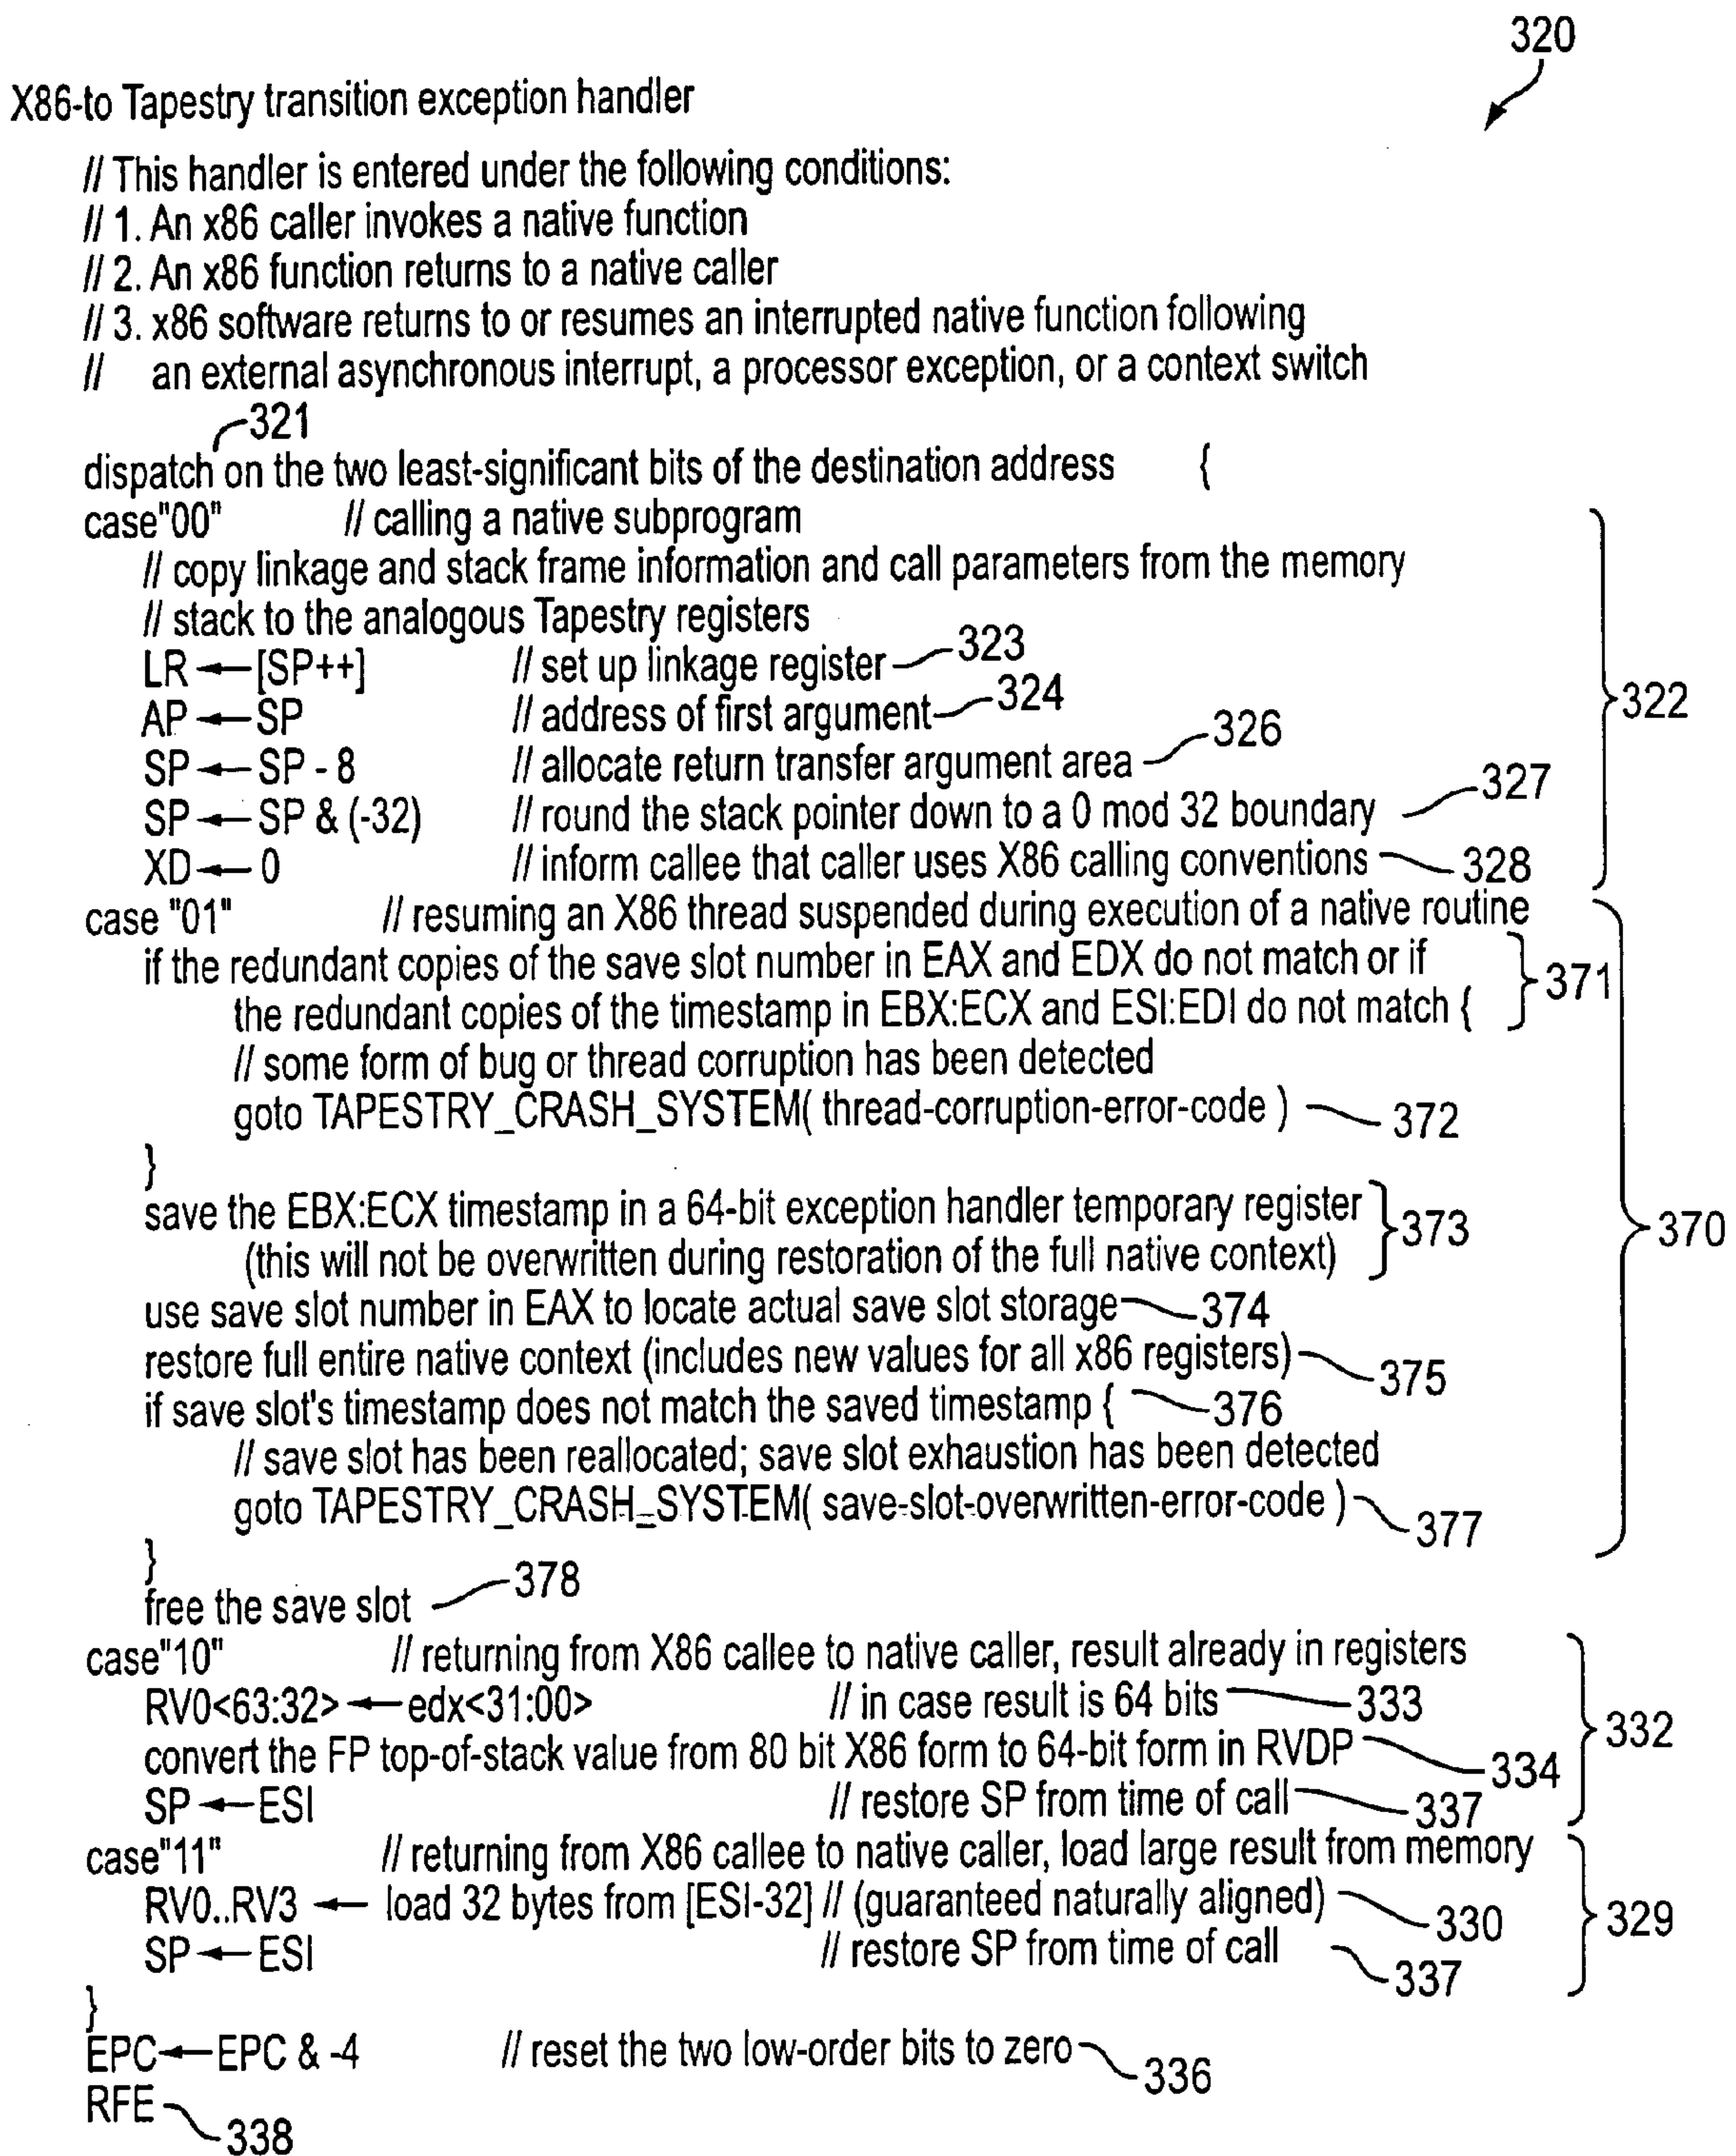 320
X86-to Tapestry transition exception handler
// This handler is entered under the following conditions:
// 1. An x86 caller invokes a native function
// 2. An x86 function returns to a native caller
// 3. x86 software returns to or resumes an interrupted native function following
// an external asynchronous interrupt, a processor exception, or a context switch
321
dispatch on the two least-significant bits of the destination address {
case"00" // calling a native subprogram
// copy linkage and stack frame information and call parameters from the memory
// stack to the analogous Tapestry registers
LR ← [SP++] // set up linkage register 323
AP ← SP // address of first argument 324
SP ← SP - 8 // allocate return transfer argument area 326
SP ← SP & (-32) // round the stack pointer down to a 0 mod 32 boundary 327
XD ← 0 // inform callee that caller uses X86 calling conventions 328
322
case "01" // resuming an X86 thread suspended during execution of a native routine
if the redundant copies of the save slot number in EAX and EDX do not match or if
the redundant copies of the timestamp in EBX:ECX and ESI:EDI do not match { 371
// some form of bug or thread corruption has been detected
goto TAPESTRY_CRASH_SYSTEM( thread-corruption-error-code ) 372
}
save the EBX:ECX timestamp in a 64-bit exception handler temporary register
(this will not be overwritten during restoration of the full native context) 373
370
use save slot number in EAX to locate actual save slot storage 374
restore full entire native context (includes new values for all x86 registers) 375
if save slot's timestamp does not match the saved timestamp { 376
// save slot has been reallocated; save slot exhaustion has been detected
goto TAPESTRY_CRASH_SYSTEM( save-slot-overwritten-error-code ) 377
}
free the save slot 378
case"10" // returning from X86 callee to native caller, result already in registers
RV0<63:32> ← edx<31:00> // in case result is 64 bits 333
332
convert the FP top-of-stack value from 80 bit X86 form to 64-bit form in RVDP 334
SP ← ESI // restore SP from time of call 337
case"11" // returning from X86 callee to native caller, load large result from memory
RV0..RV3 ← load 32 bytes from [ESI-32] // (guaranteed naturally aligned) 330
329
SP ← ESI // restore SP from time of call 337
}
EPC ← EPC & -4 // reset the two low-order bits to zero 336
RFE 338